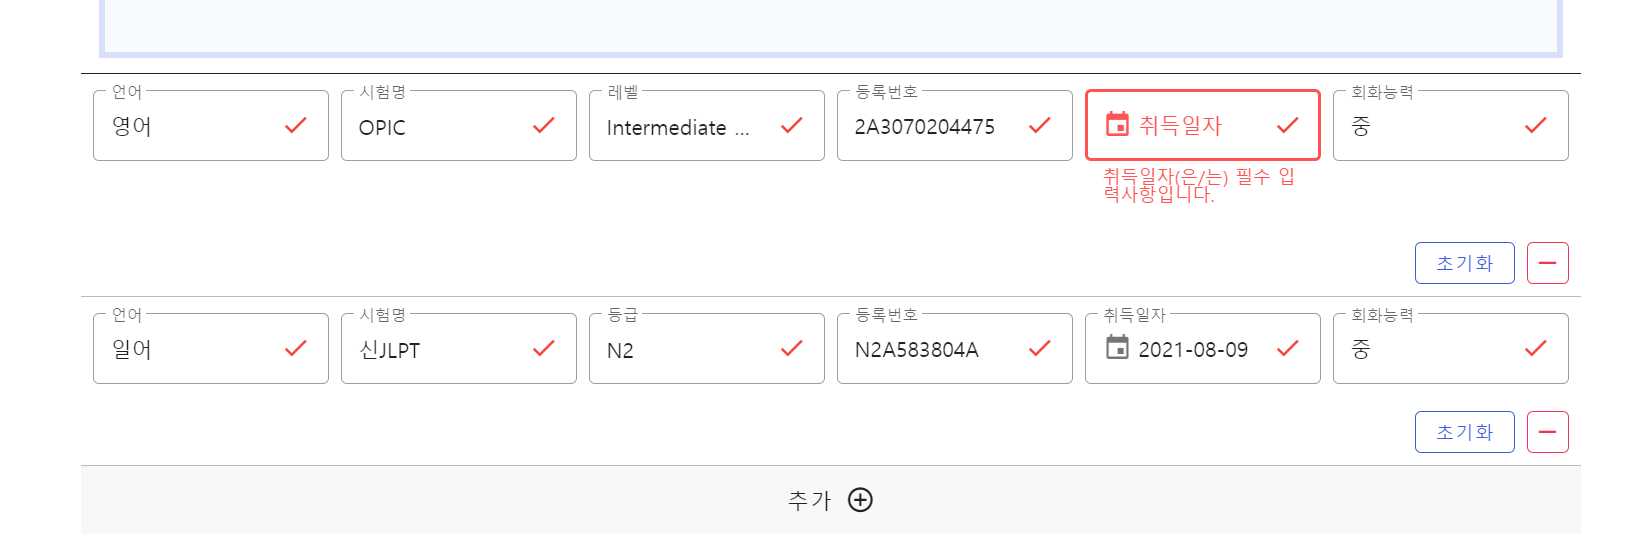 언어
영어
시험명
OPIC
레벨
Intermediate ...
등록번호
2A3070204475
취득일자
취득일자(은/는) 필수 입
력사항입니다.
회화능력
중
초기화
언어
일어
시험명
신JLPT
등급
N2
등록번호
N2A583804A
취득일자
2021-08-09
회화능력
중
초기화
추가